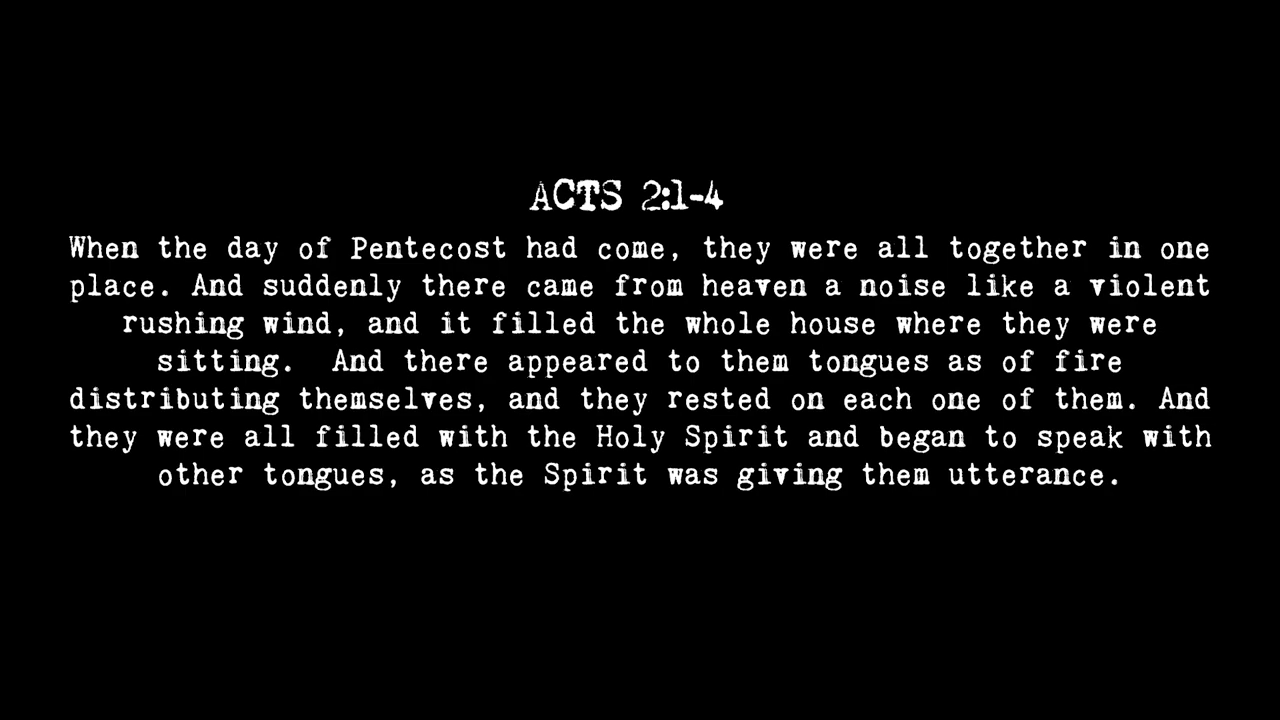 ACTS 2:1-4
When the day of Pentecost had come, they were all together in one
place. And suddenly there came from heaven a noise like a violent
rushing wind, and it filled the whole house where they were
sitting.  And there appeared to them tongues as of fire
distributing themselves, and they rested on each one of them. And
they were all filled with the Holy Spirit and began to speak with
other tongues, as the Spirit was giving them utterance.